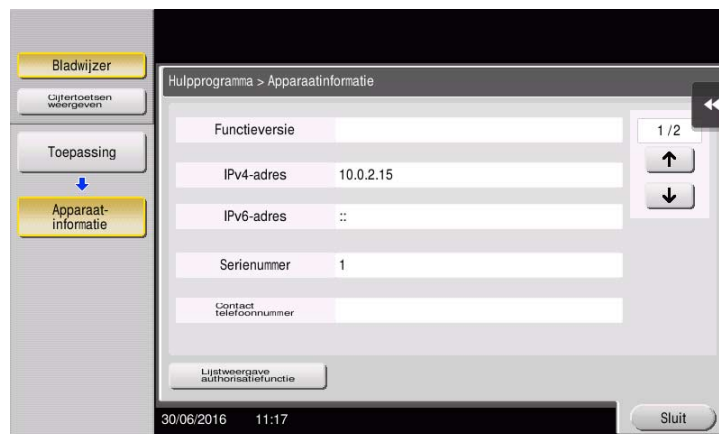 Bladwijzer
Cijfertoetsen
weergeven
Toepassing
Apparaat-
informatie
Hulpprogramma > Apparaatinformatie
Functieversie
1 /2
IPv4-adres 10.0.2.15
IPv6-adres ::
Serienummer 1
Contact
telefoonnummer
Lijstweergave
authorisatiefunctie
30/06/2016 11:17
Sluit